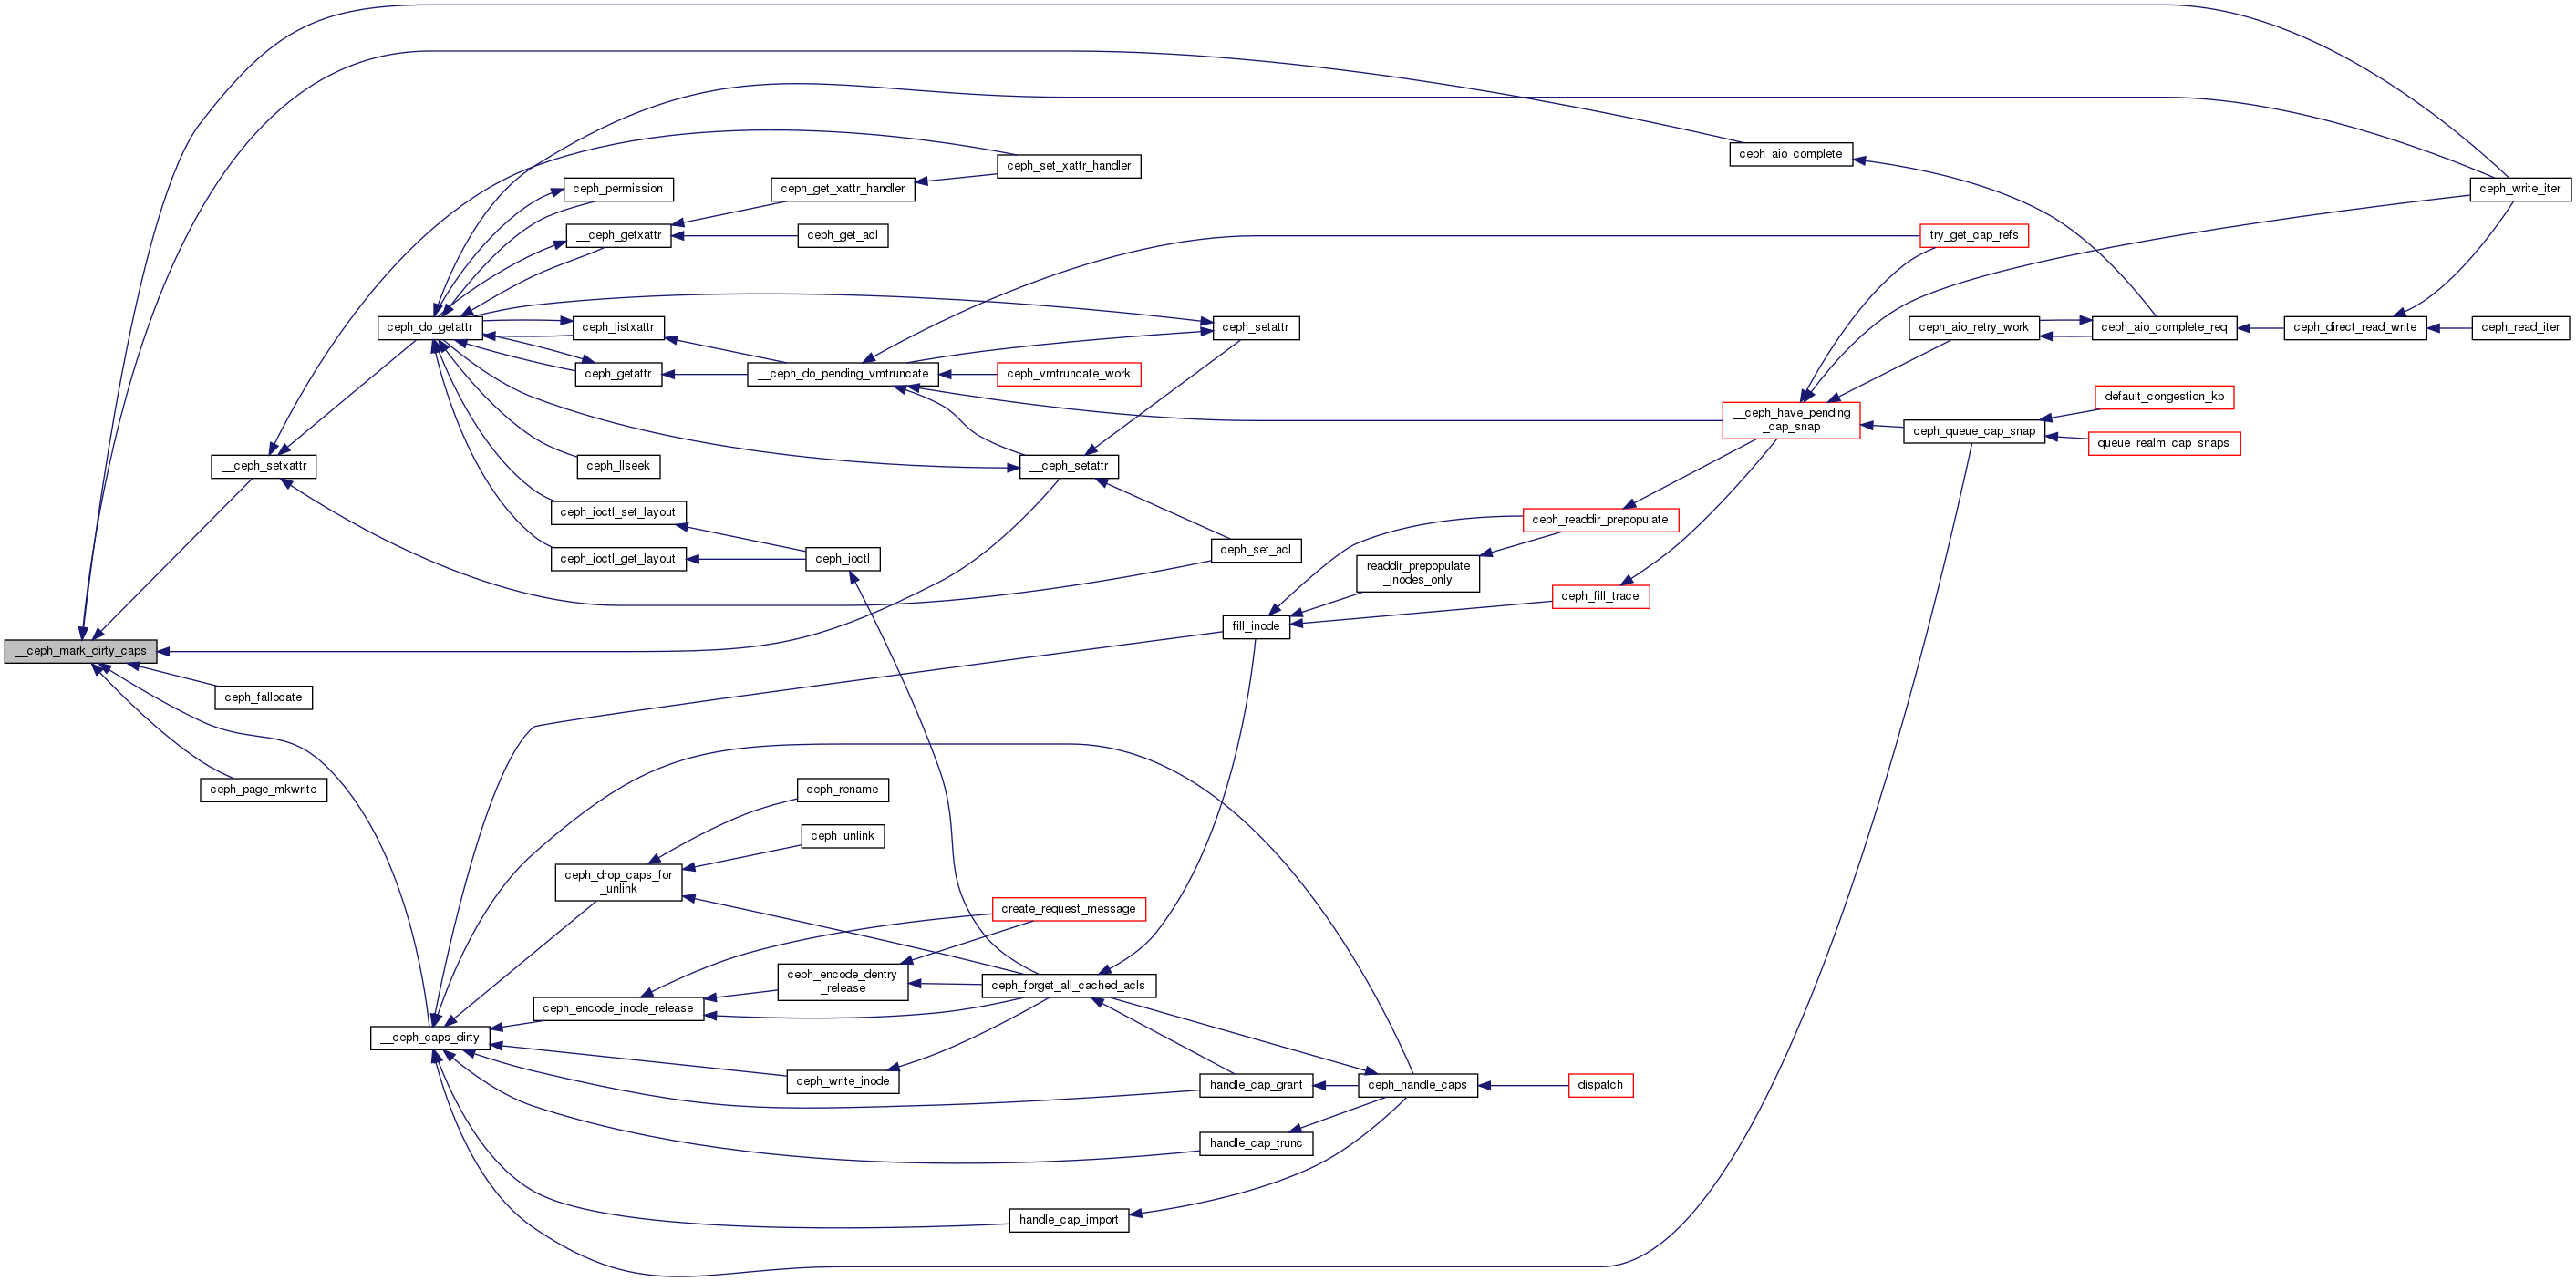 ceph_aio_complete
ceph_set_xattr_handler
ceph_permission
ceph_get_xattr_handler
ceph_write_iter
__ceph_getxattr
ceph_get_acl
try_get_cap_refs
ceph_do_getattr
ceph_listxattr
ceph_setattr
ceph_aio_retry_work
ceph_aio_complete_req
ceph_direct_read_write
ceph_read_iter
ceph_getattr
__ceph_do_pending_vmtruncate
ceph_vmtruncate_work
default_congestion_kb
__ceph_have_pending
_cap_snap
ceph_queue_cap_snap
queue_realm_cap_snaps
__ceph_setxattr
ceph_llseek
__ceph_setattr
ceph_ioctl_set_layout
ceph_readdir_prepopulate
ceph_ioctl_get_layout
ceph_ioctl
ceph_set_acl
readdir_prepopulate
_inodes_only
ceph_fill_trace
fill_inode
__ceph_mark_dirty_caps
ceph_fallocate
ceph_page_mkwrite
ceph_rename
ceph_unlink
ceph_drop_caps_for
_unlink
create_request_message
ceph_encode_dentry
_release
ceph_forget_all_cached_acls
ceph_encode_inode_release
__ceph_caps_dirty
ceph_write_inode
handle_cap_grant
ceph_handle_caps
dispatch
handle_cap_trunc
handle_cap_import